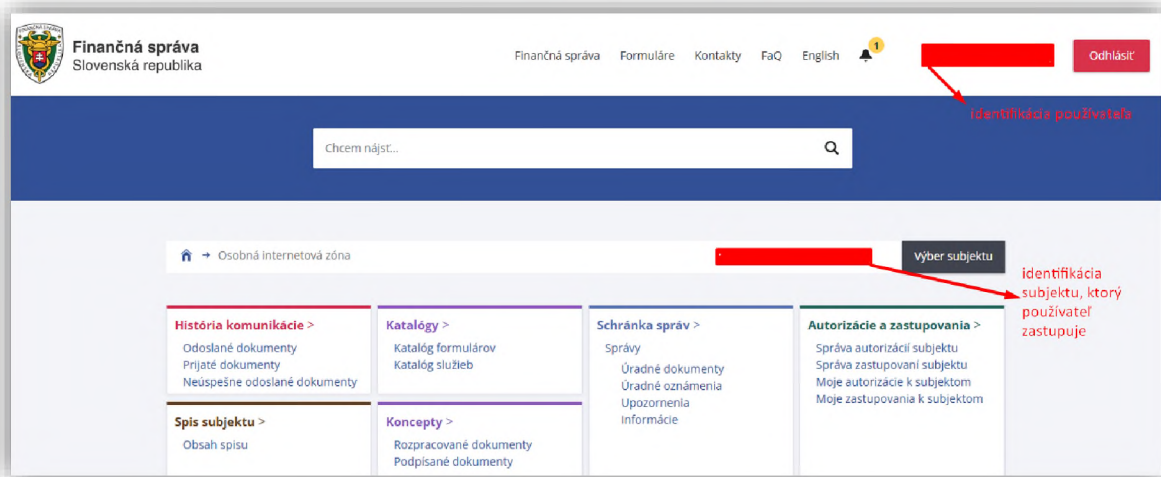 Finančná správa
Slovenská republika
Finančná správa Formuláre Kontakty FaQ English 1 Odhlásiť
identifikácia používateľa
Chcem nájsť...
Osobná internetová zóna Výber subjektu
identifikácia
subjektu, ktorý
používateľ
zastupuje
História komunikácie >
Odoslané dokumenty
Prijaté dokumenty
Neúspešne odoslané dokumenty
Katalógy >
Katalóg formulárov
Katalóg služieb
Schránka správ >
Správy
Úradné dokumenty
Úradné oznámenia
Upozornenia
Informácie
Autorizácie a zastupovania >
Správa autorizácií subjektu
Správa zastupovaní subjektu
Moje autorizácie k subjektom
Moje zastupovania k subjektom
Spis subjektu >
Obsah spisu
Koncepty >
Rozpracované dokumenty
Podpísané dokumenty